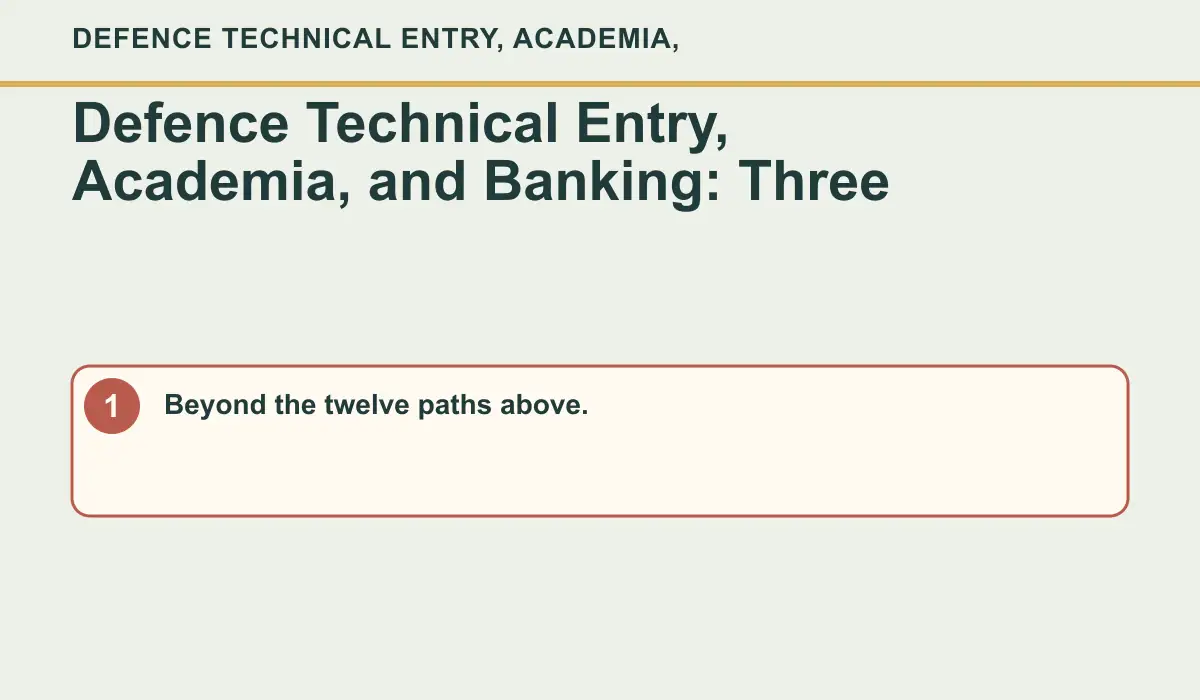 DEFENCE TECHNICAL ENTRY, ACADEMIA,
Defence Technical Entry,
Academia, and Banking: Three
1
Beyond the twelve paths above.